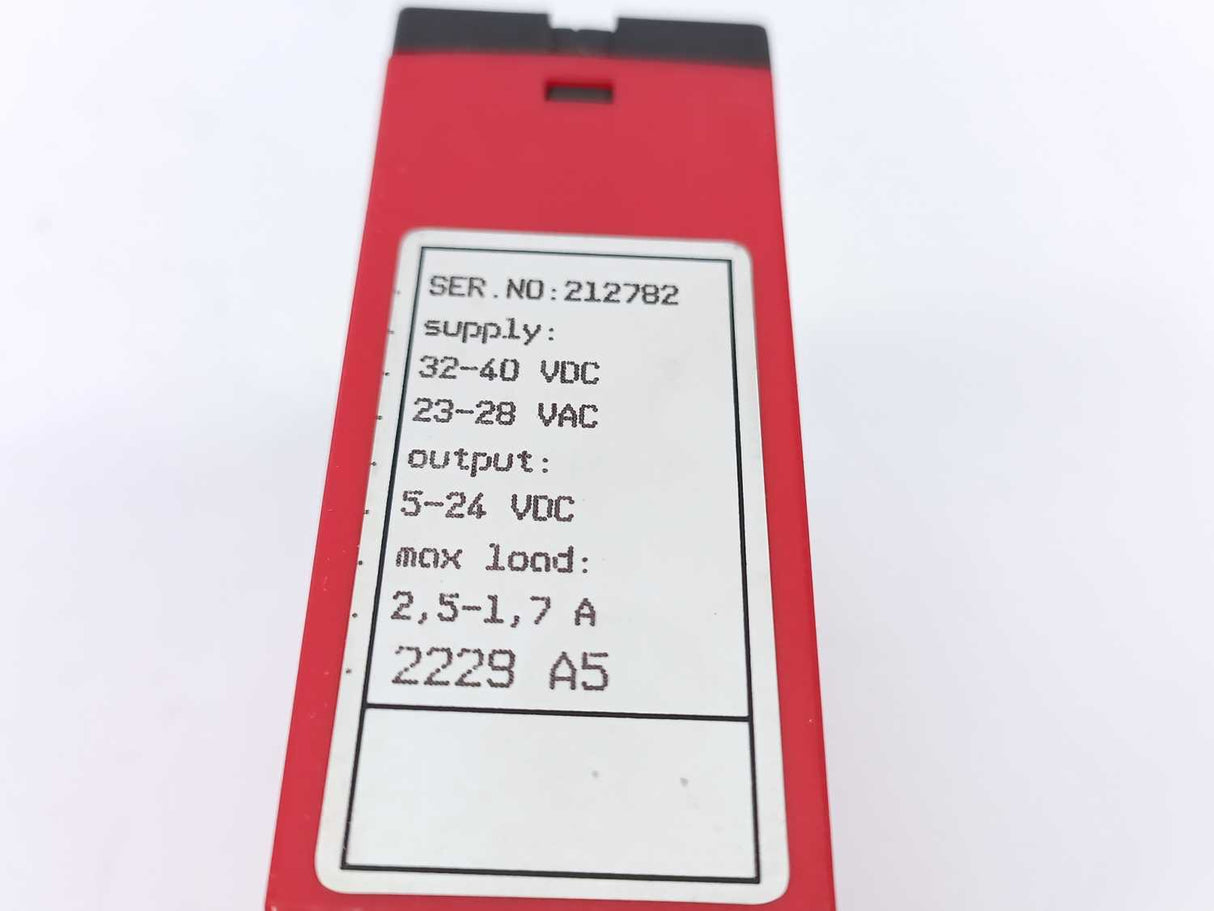 SER.NO:212782
supply:
32-40 VDC
23-28 VAC
output:
5-24 VDC
max load:
2,5-1,7 A
2229 A5